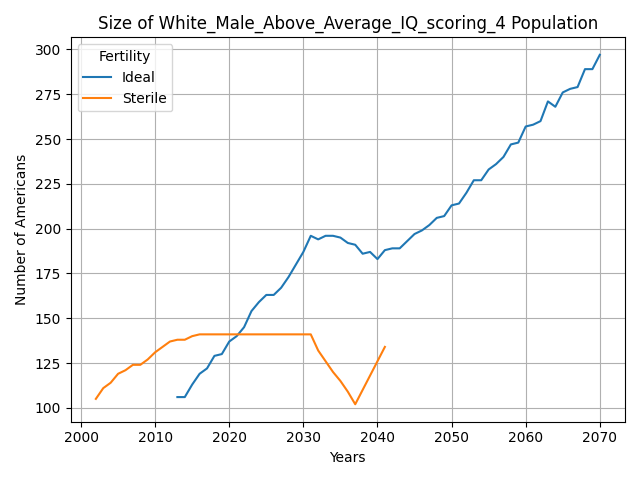 Size of White_Male_Above_Average_IQ_scoring_4 Population
Fertility
Ideal
Sterile
300
275
250
225
200
175
150
125
100
Number of Americans
2000 2010 2020 2030 2040 2050 2060 2070
Years